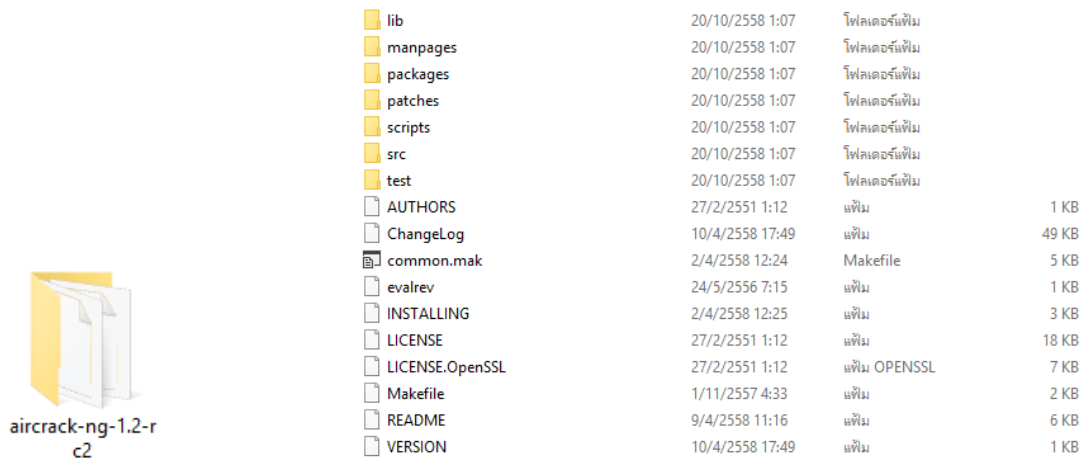 lib 20/10/2558 1:07 โฟลเดอร์แฟ้ม
manpages 20/10/2558 1:07 โฟลเดอร์แฟ้ม
packages 20/10/2558 1:07 โฟลเดอร์แฟ้ม
patches 20/10/2558 1:07 โฟลเดอร์แฟ้ม
scripts 20/10/2558 1:07 โฟลเดอร์แฟ้ม
src 20/10/2558 1:07 โฟลเดอร์แฟ้ม
test 20/10/2558 1:07 โฟลเดอร์แฟ้ม
AUTHORS 27/2/2551 1:12 แฟ้ม 1 KB
ChangeLog 10/4/2558 17:49 แฟ้ม 49 KB
common.mak 2/4/2558 12:24 Makefile 5 KB
evalrev 24/5/2556 7:15 แฟ้ม 1 KB
INSTALLING 2/4/2558 12:25 แฟ้ม 3 KB
LICENSE 27/2/2551 1:12 แฟ้ม 18 KB
LICENSE.OpenSSL 27/2/2551 1:12 แฟ้ม OPENSSL 7 KB
Makefile 1/11/2557 4:33 แฟ้ม 2 KB
README 9/4/2558 11:16 แฟ้ม 6 KB
VERSION 10/4/2558 17:49 แฟ้ม 1 KB
aircrack-ng-1.2-r
c2